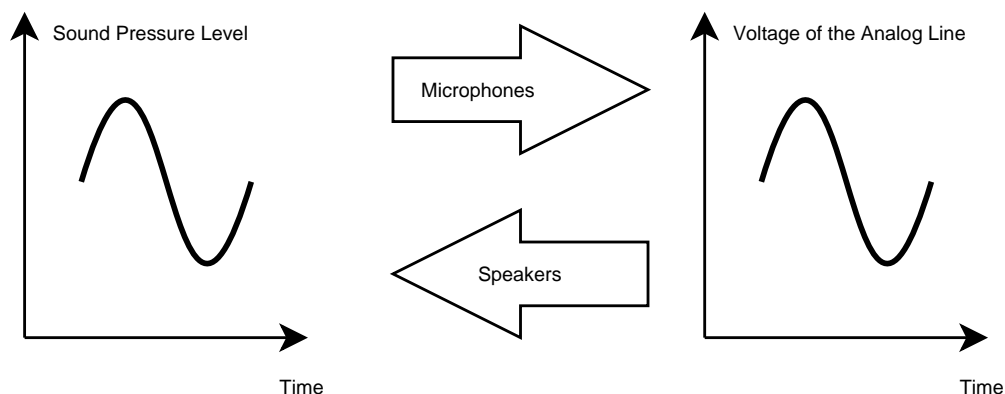 Sound Pressure Level
Voltage of the Analog Line
Microphones
Speakers
Time
Time